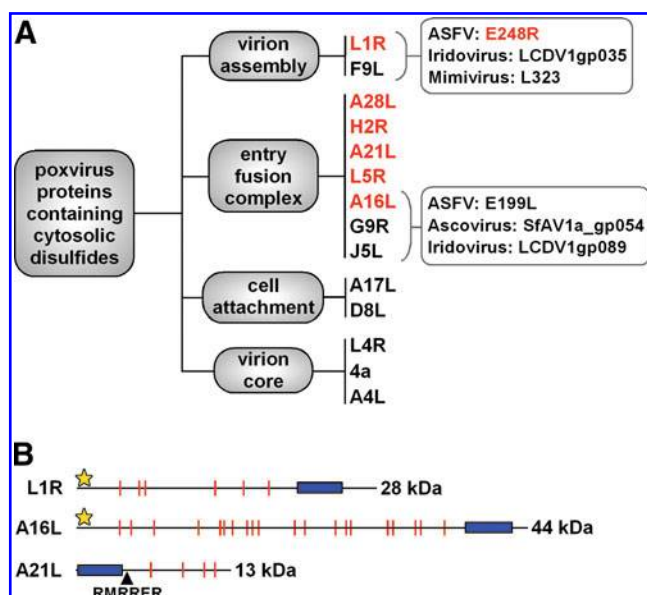 A
poxvirus
proteins
containing
cytosolic
disulfides
virion
assembly
L1R
F9L
ASFV: E248R
Iridovirus: LCDV1gp035
Mimivirus: L323
entry
fusion
complex
A28L
H2R
A21L
L5R
A16L
G9R
J5L
ASFV: E199L
Ascovirus: SfAV1a_gp054
Iridovirus: LCDV1gp089
cell
attachment
A17L
D8L
virion
core
L4R
4a
A4L
B
L1R 28 kDa
A16L 44 kDa
A21L 13 kDa
RMRRER